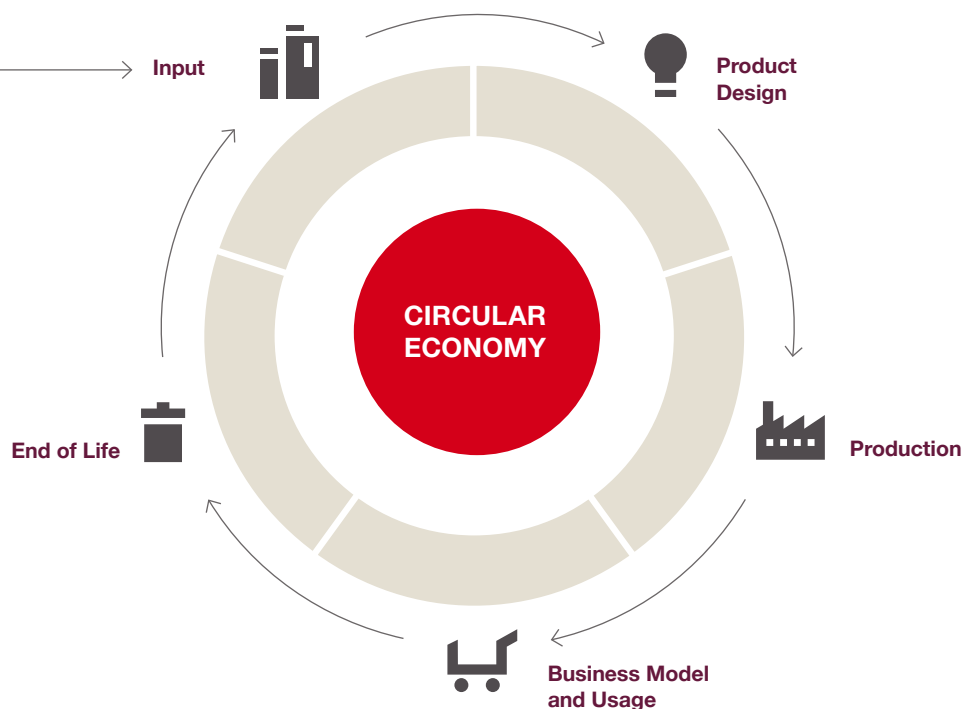 Input
Product
Design
CIRCULAR
ECONOMY
End of Life
Production
Business Model
and Usage